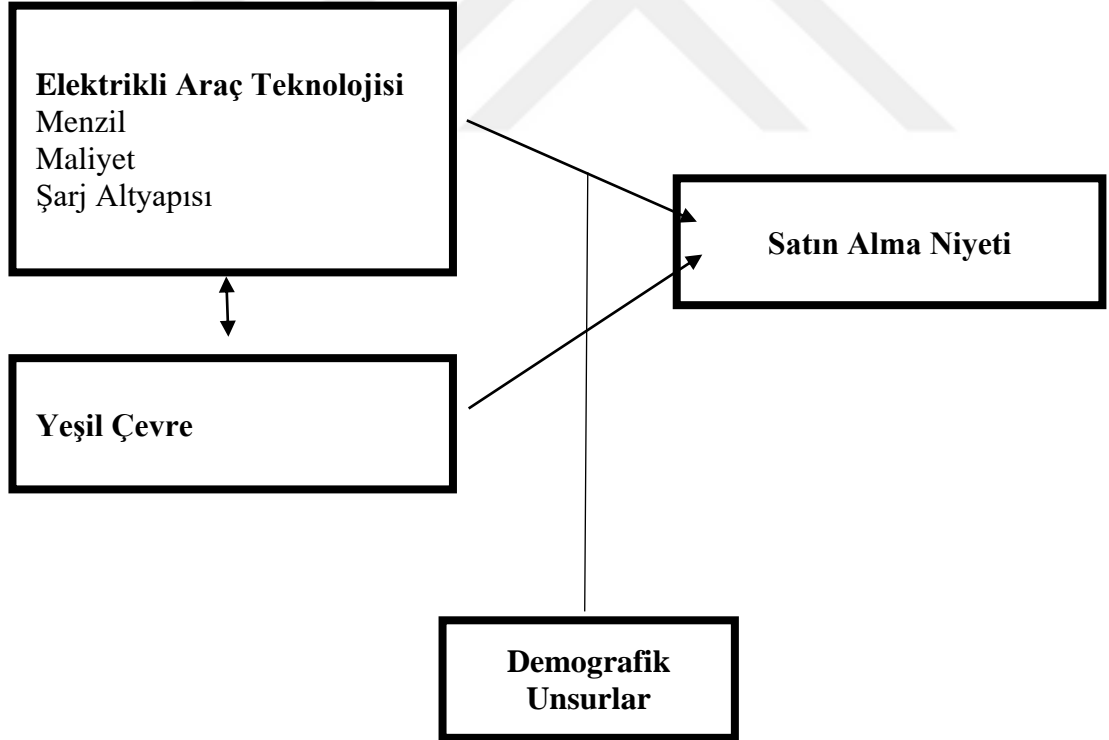 Elektrikli Araç Teknolojisi
Menzil
Maliyet
Şarj Altyapısı
Satın Alma Niyeti
Yeşil Çevre
Demografik
Unsurlar